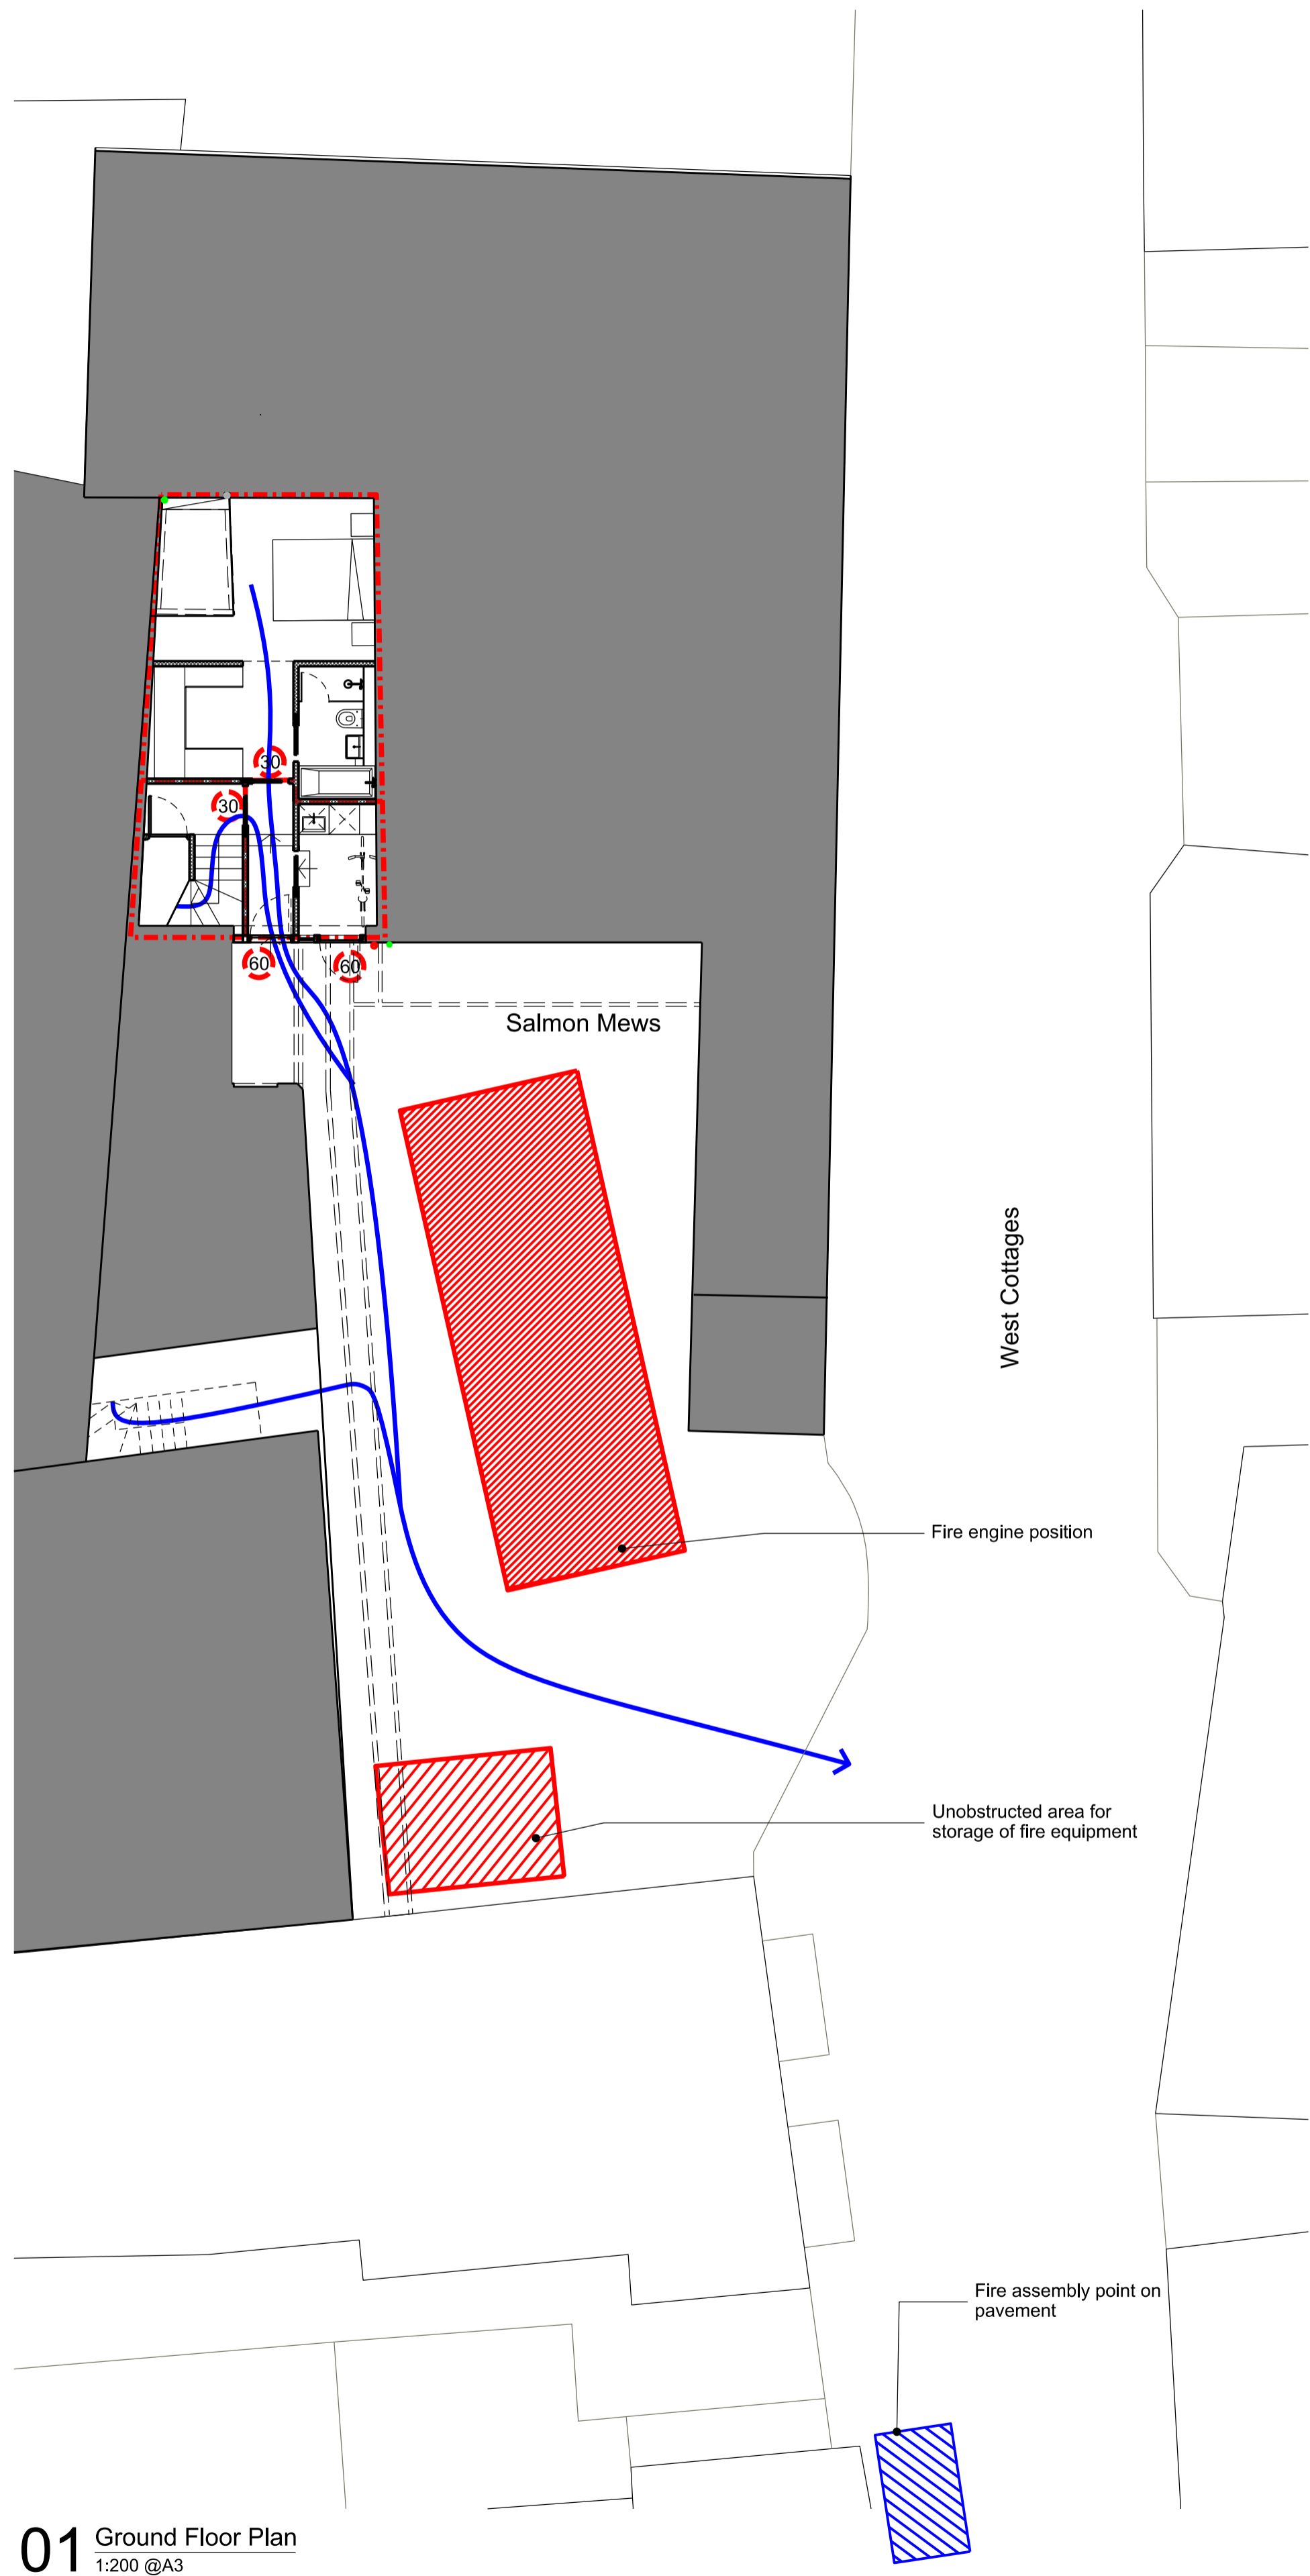 30
30
60
60
Salmon Mews
West Cottages
Fire engine position
Unobstructed area for
storage of fire equipment
Fire assembly point on
pavement
01
Ground Floor Plan
1:200 @A3